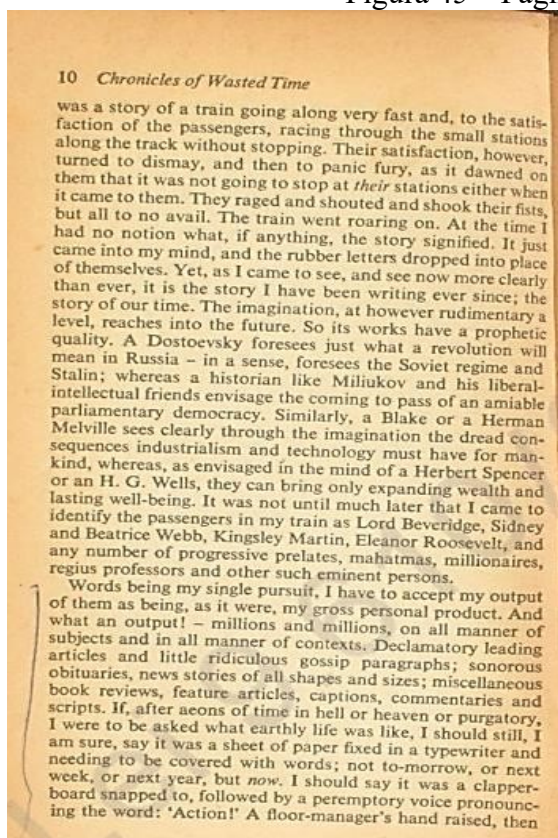 10 Chronicles of Wasted Time
was a story of a train going along very fast and, to the satis-
faction of the passengers, racing through the small stations
along the track without stopping. Their satisfaction, however,
turned to dismay, and then to panic fury, as it dawned on
them that it was not going to stop at their stations either when
it came to them. They raged and shouted and shook their fists,
but all to no avail. The train went roaring on. At the time I
had no notion what, if anything, the story signified. It just
came into my mind, and the rubber letters dropped into place
of themselves. Yet, as I came to see, and see now more clearly
than ever, it is the story I have been writing ever since; the
story of our time. The imagination, at however rudimentary a
level, reaches into the future. So its works have a prophetic
quality. A Dostoevsky foresees just what a revolution will
mean in Russia – in a sense, foresees the Soviet regime and
Stalin; whereas a historian like Miliukov and his liberal-
intellectual friends envisage the coming to pass of an amiable
parliamentary democracy. Similarly, a Blake or a Herman
Melville sees clearly through the imagination the dread con-
sequences industrialism and technology must have for man-
kind, whereas, as envisaged in the mind of a Herbert Spencer
or an H. G. Wells, they can bring only expanding wealth and
lasting well-being. It was not until much later that I came to
identify the passengers in my train as Lord Beveridge, Sidney
and Beatrice Webb, Kingsley Martin, Eleanor Roosevelt, and
any number of progressive prelates, mahatmas, millionaires,
regius professors and other such eminent persons.
Words being my single pursuit, I have to accept my output
of them as being, as it were, my gross personal product. And
what an output! – millions and millions, on all manner of
subjects and in all manner of contexts. Declamatory leading
articles and little ridiculous gossip paragraphs; sonorous
obituaries, news stories of all shapes and sizes; miscellaneous
book reviews, feature articles, captions, commentaries and
scripts. If, after aeons of time in hell or heaven or purgatory,
I were to be asked what earthly life was like, I should still, I
am sure, say it was a sheet of paper fixed in a typewriter and
needing to be covered with words; not to-morrow, or next
week, or next year, but now. I should say it was a clapper-
board snapped to, followed by a peremptory voice pronounc-
ing the word: ‘Action!’ A floor-manager's hand raised, then